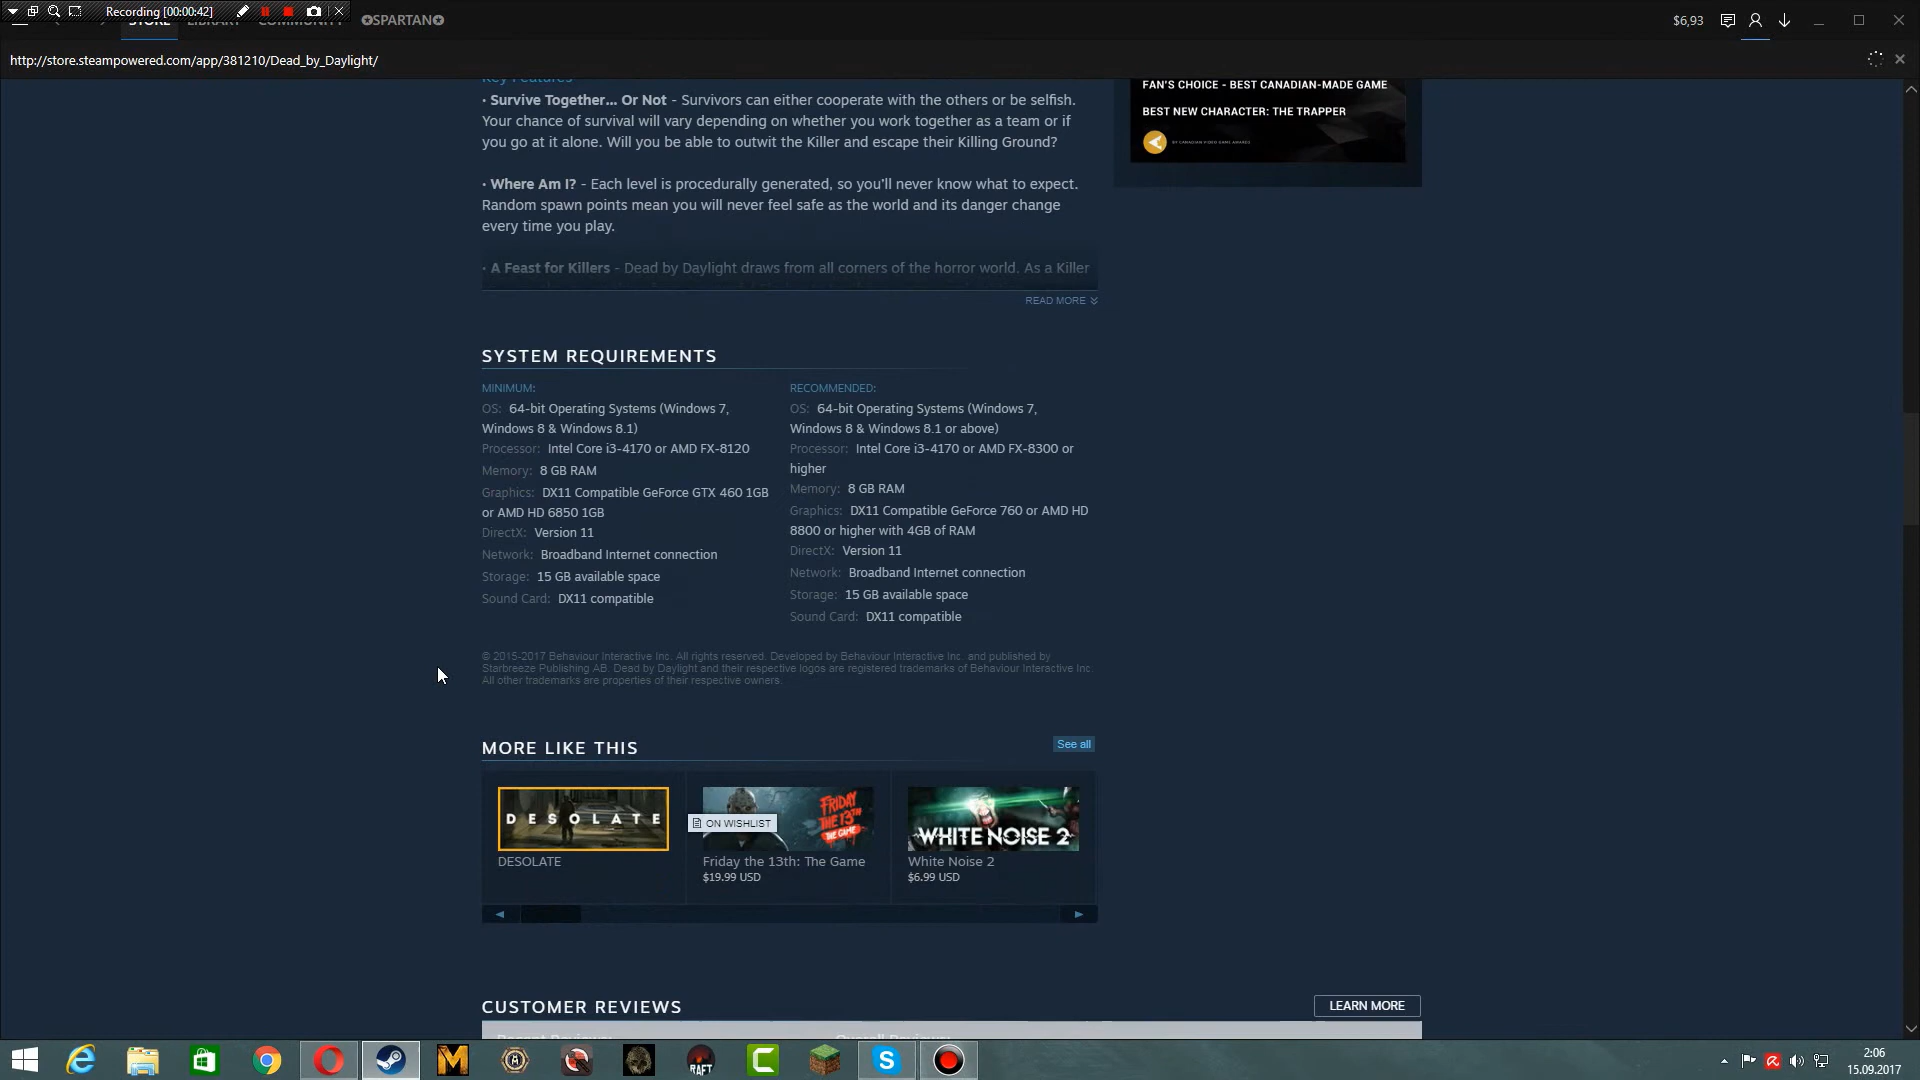 Recording [00:00:42]
STORE LIBRARY COMMUNITY ✪SPARTAN✪
$6,93
http://store.steampowered.com/app/381210/Dead_by_Daylight/
Key Features
• Survive Together... Or Not - Survivors can either cooperate with the others or be selfish.
Your chance of survival will vary depending on whether you work together as a team or if
you go at it alone. Will you be able to outwit the Killer and escape their Killing Ground?
• Where Am I? - Each level is procedurally generated, so you'll never know what to expect.
Random spawn points mean you will never feel safe as the world and its danger change
every time you play.
• A Feast for Killers - Dead by Daylight draws from all corners of the horror world. As a Killer
READ MORE
FAN'S CHOICE - BEST CANADIAN-MADE GAME
BEST NEW CHARACTER: THE TRAPPER
BY CANADIAN VIDEO GAME AWARDS
SYSTEM REQUIREMENTS
MINIMUM:
OS: 64-bit Operating Systems (Windows 7,
Windows 8 & Windows 8.1)
Processor: Intel Core i3-4170 or AMD FX-8120
Memory: 8 GB RAM
Graphics: DX11 Compatible GeForce GTX 460 1GB
or AMD HD 6850 1GB
DirectX: Version 11
Network: Broadband Internet connection
Storage: 15 GB available space
Sound Card: DX11 compatible
RECOMMENDED:
OS: 64-bit Operating Systems (Windows 7,
Windows 8 & Windows 8.1 or above)
Processor: Intel Core i3-4170 or AMD FX-8300 or
higher
Memory: 8 GB RAM
Graphics: DX11 Compatible GeForce 760 or AMD HD
8800 or higher with 4GB of RAM
DirectX: Version 11
Network: Broadband Internet connection
Storage: 15 GB available space
Sound Card: DX11 compatible
© 2015-2017 Behaviour Interactive Inc. All rights reserved. Developed by Behaviour Interactive Inc. and published by
Starbreeze Publishing AB. Dead by Daylight and their respective logos are registered trademarks of Behaviour Interactive Inc.
All other trademarks are properties of their respective owners.
MORE LIKE THIS
See all
DESOLATE
DESOLATE
ON WISHLIST
FRIDAY THE 13TH THE GAME
Friday the 13th: The Game
$19.99 USD
WHITE NOISE 2
White Noise 2
$6.99 USD
CUSTOMER REVIEWS
LEARN MORE
Recent Reviews: Overall Reviews:
RAFT
2:06
15.09.2017